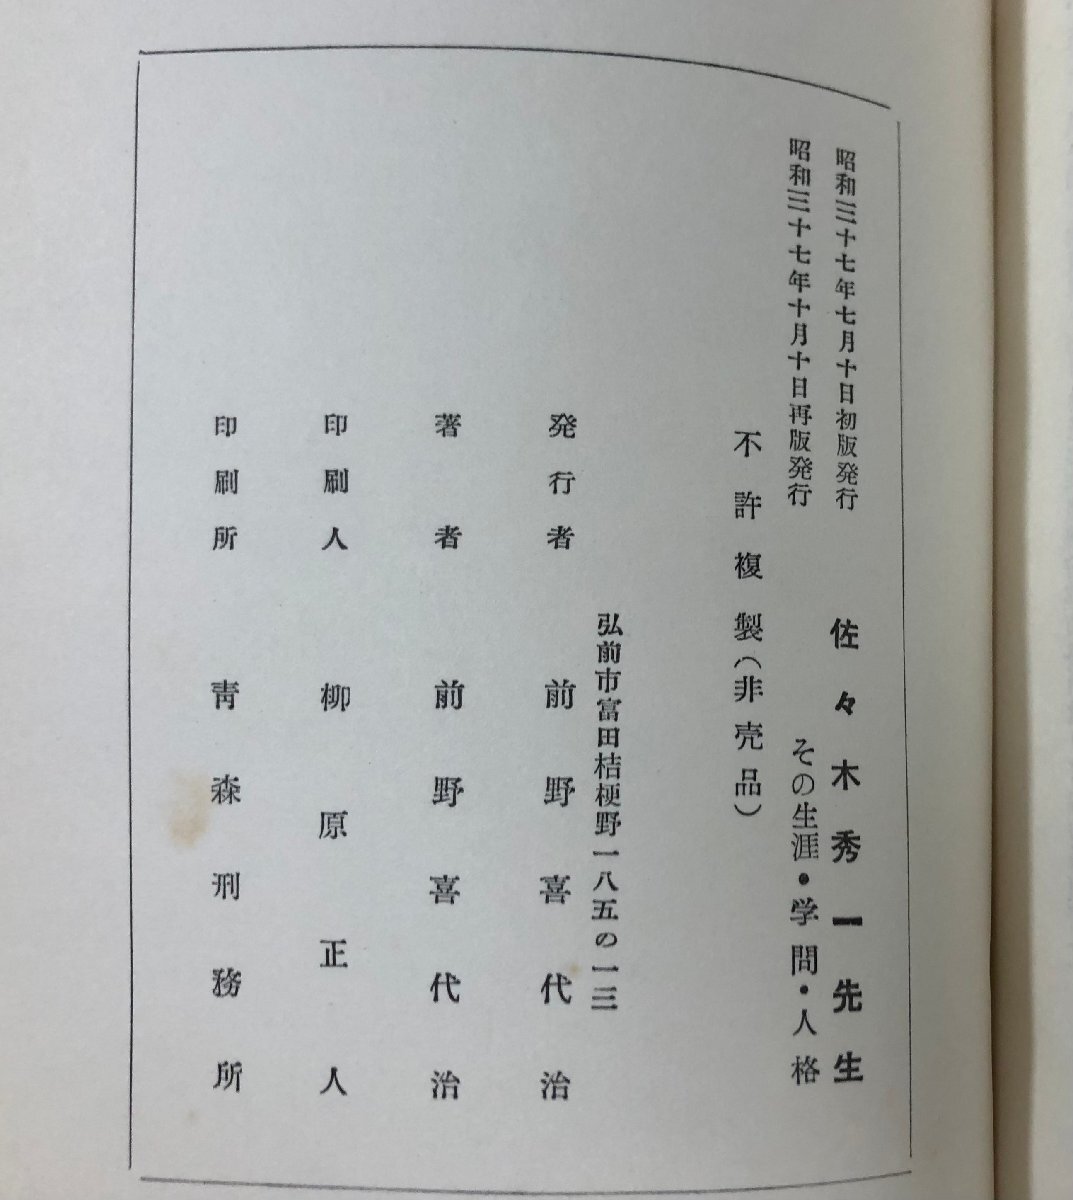 昭和三十七年七月十日初版発行
昭和三十七年十月十日再版発行
佐々木秀一先生
その生涯・学問・人格
不許複製(非売品)
弘前市富田桔梗野一八五の一三
発行者 前野喜代治
著者 前野喜代治
印刷人 柳原正人
印刷所 青森刑務所